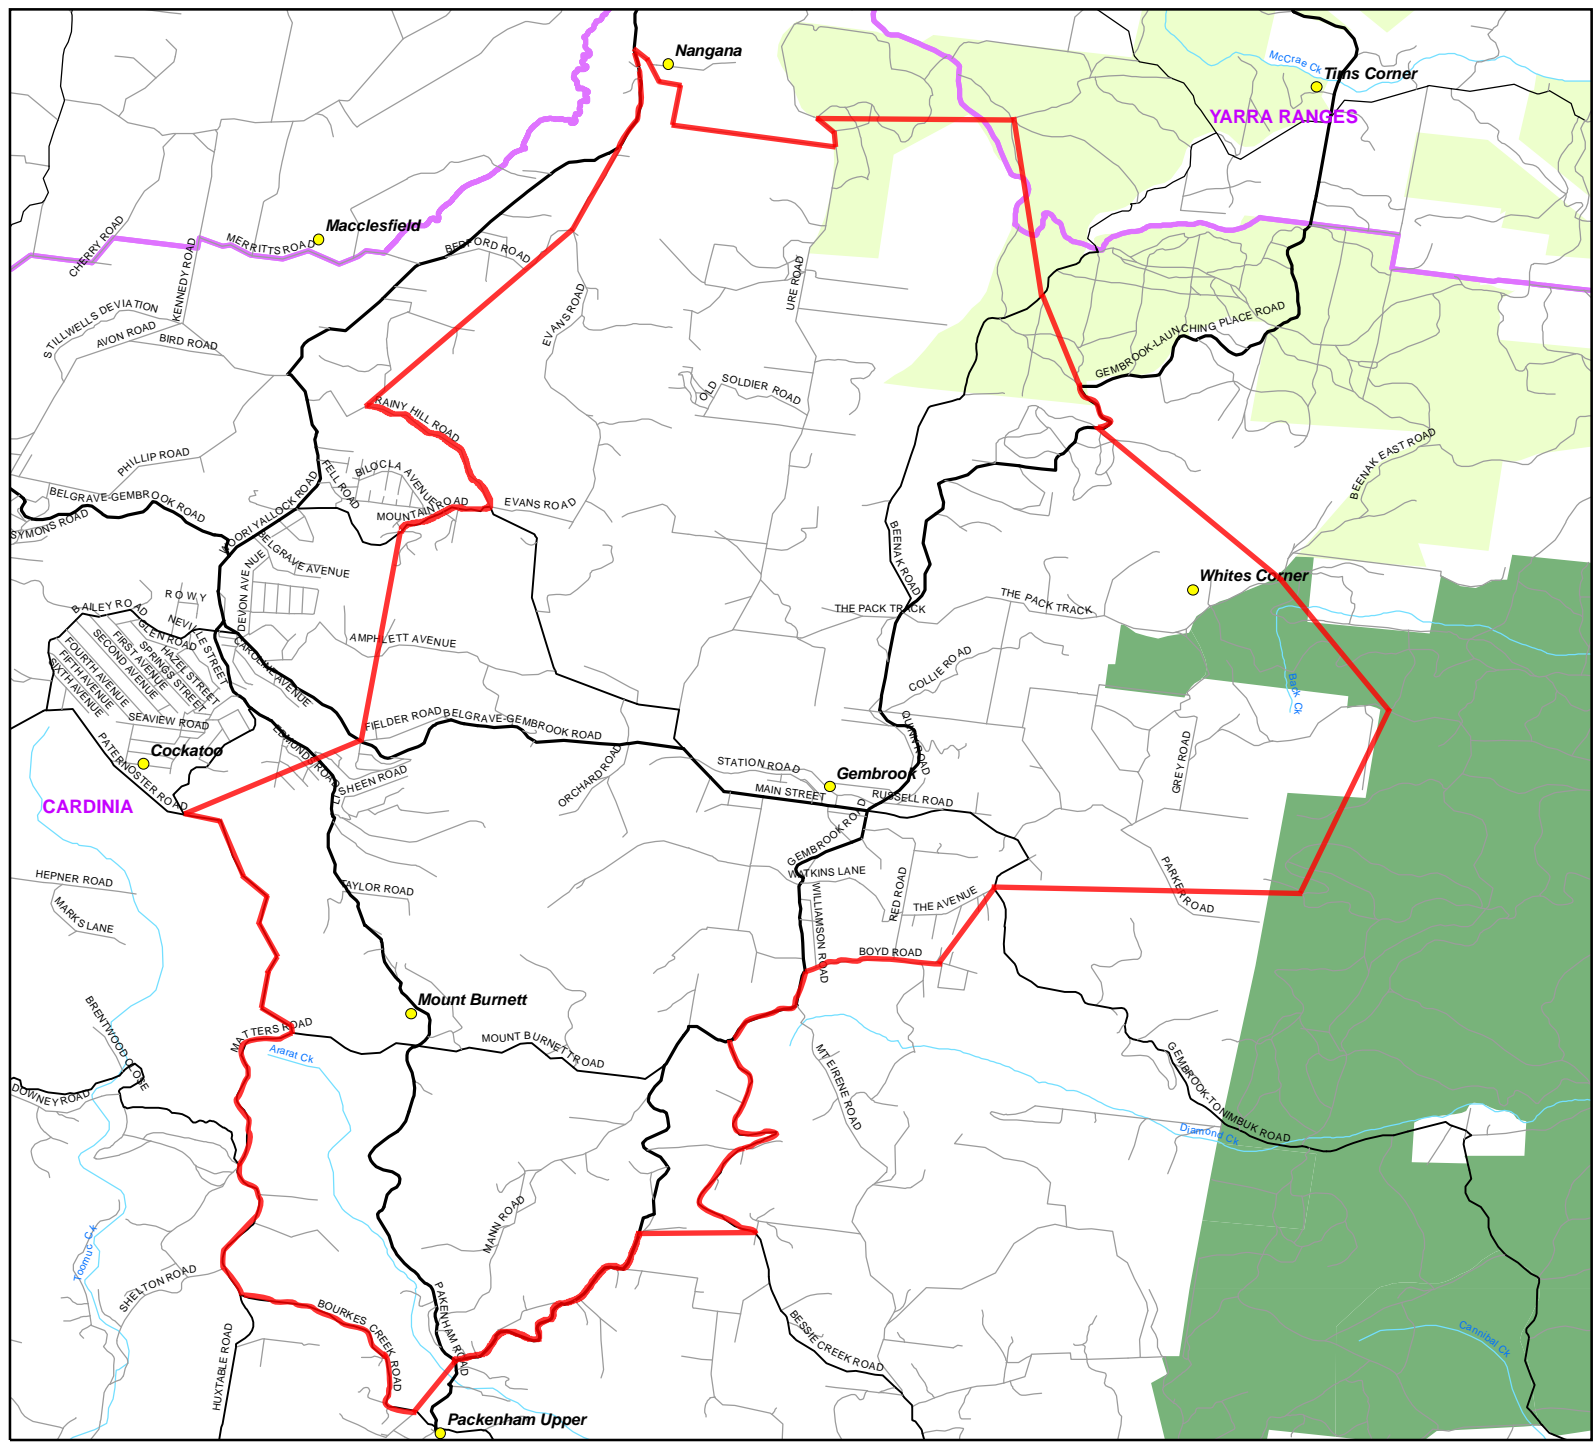 Nangana
McCrae Ck
Tims Corner
YARRA RANGES
CHERRY ROAD
MERRITTS ROAD
Macclesfield
KENNEDY ROAD
BEDFORD ROAD
STILLWELLS DEVIATION
AVON ROAD
BIRD ROAD
EVANS ROAD
URE ROAD
GEMBROOK-LAUNCHING PLACE ROAD
OLD
SOLDIER ROAD
RAINY HILL ROAD
PHILLIP ROAD
FELL ROAD
BILOCLA AVENUE
BEENAK EAST ROAD
BELGRAVE-GEMBROOK ROAD
MOUNTAIN ROAD
EVANS ROAD
SYMONS ROAD
WOORI YALLOCK ROAD
BELGRAVE AVENUE
BEENAK ROAD
Whites Corner
ROWY
DEVON AVENUE
BAILEY ROAD
GLEN ROAD
NEVILLE STREET
THE PACK TRACK
THE PACK TRACK
AMPHLETT AVENUE
HAZEL STREET
SPRINGS STREET
FIRST AVENUE
SECOND AVENUE
FOURTH AVENUE
FIFTH AVENUE
SIXTH AVENUE
CAROLINE AVENUE
COLLIE ROAD
Back Ck
SEAVIEW ROAD
FIELDER ROAD
BELGRAVE-GEMBROOK ROAD
QUINN ROAD
PATERNOSTER ROAD
Cockatoo
EDMUNDS ROAD
SHEEN ROAD
ORCHARD ROAD
STATION ROAD
Gembrook
GREY ROAD
CARDINIA
MAIN STREET
RUSSELL ROAD
GEMBROOK ROAD
HEPNER ROAD
TAYLOR ROAD
WATKINS LANE
RED ROAD
THE AVENUE
PARKER ROAD
MARKS LANE
WILLIAMSON ROAD
BOYD ROAD
BRENTWOOD CLOSE
Mount Burnett
MATTERS ROAD
Ararat Ck
MOUNT BURNETT ROAD
MT EIRENE ROAD
GEMBROOK-TONIMBUK ROAD
DOWNEY ROAD
Diamond Ck
MANN ROAD
Toomuc Ck
SHELTON ROAD
BOURKES CREEK ROAD
PAKENHAM ROAD
HUXTABLE ROAD
BESSIE CREEK ROAD
Cannibal Ck
Packenham Upper